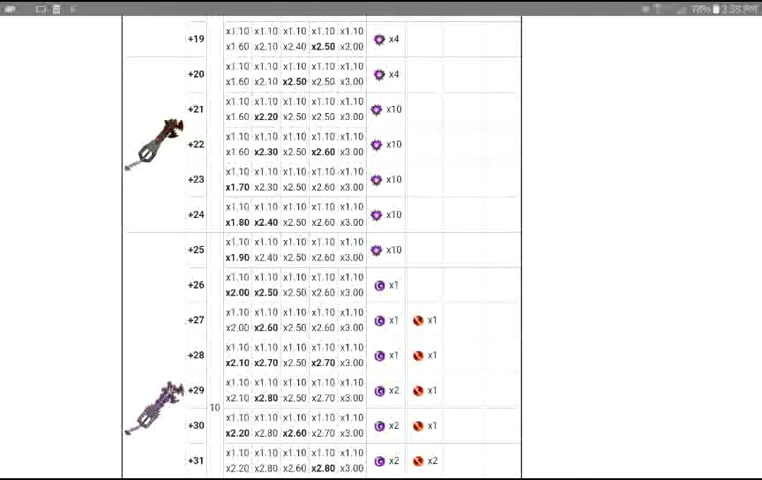 78% 3:55 PM
x1.10 x1.10 x1.10 x1.10 x1.10
+19 x4
x1.60 x2.10 x2.40 x2.50 x3.00
x1.10 x1.10 x1.10 x1.10 x1.10
+20 x4
x1.60 x2.10 x2.50 x2.50 x3.00
x1.10 x1.10 x1.10 x1.10 x1.10
+21 x10
x1.60 x2.20 x2.50 x2.50 x3.00
x1.10 x1.10 x1.10 x1.10 x1.10
+22 x10
x1.60 x2.30 x2.50 x2.60 x3.00
x1.10 x1.10 x1.10 x1.10 x1.10
+23 x10
x1.70 x2.30 x2.50 x2.60 x3.00
x1.10 x1.10 x1.10 x1.10 x1.10
+24 x10
x1.80 x2.40 x2.50 x2.60 x3.00
x1.10 x1.10 x1.10 x1.10 x1.10
+25 x10
x1.90 x2.40 x2.50 x2.60 x3.00
x1.10 x1.10 x1.10 x1.10 x1.10
+26 x1
x2.00 x2.50 x2.50 x2.60 x3.00
x1.10 x1.10 x1.10 x1.10 x1.10
+27 x1 x1
x2.00 x2.60 x2.50 x2.60 x3.00
x1.10 x1.10 x1.10 x1.10 x1.10
+28 x1 x1
x2.10 x2.70 x2.50 x2.70 x3.00
x1.10 x1.10 x1.10 x1.10 x1.10
+29 x2 x1
x2.10 x2.80 x2.50 x2.70 x3.00
10
x1.10 x1.10 x1.10 x1.10 x1.10
+30 x2 x1
x2.20 x2.80 x2.60 x2.70 x3.00
x1.10 x1.10 x1.10 x1.10 x1.10
+31 x2 x2
x2.20 x2.80 x2.60 x2.80 x3.00